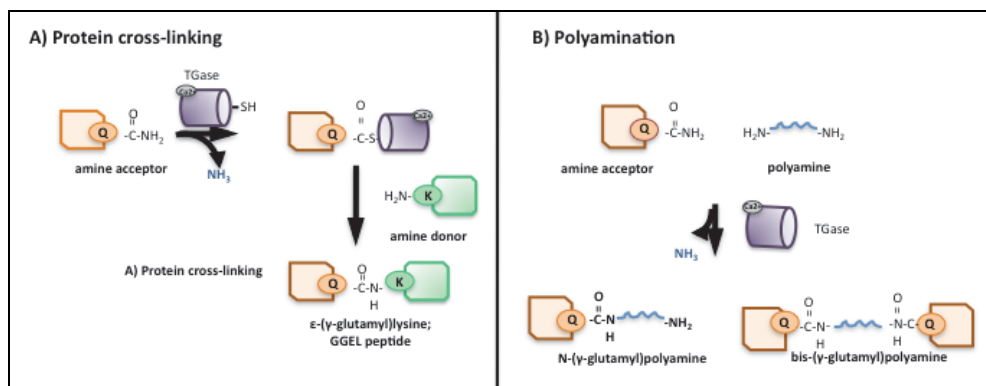 A) Protein cross-linking
TGase
Ca2+
-SH
O
Q
-C-NH₂
amine acceptor
NH₃
O
Q
-C-S
Ca2+
H₂N-
K
amine donor
A) Protein cross-linking
O
Q
-C-N-
H
K
ε-(γ-glutamyl)lysine;
GGEL peptide
B) Polyamination
O
Q
-C-NH₂
amine acceptor
H₂N-
-NH₂
polyamine
Ca2+
TGase
NH₃
O
Q
-C-N
H
-NH₂
N-(γ-glutamyl)polyamine
O
Q
-C-N-
H
O
-N-C-
H
Q
bis-(γ-glutamyl)polyamine